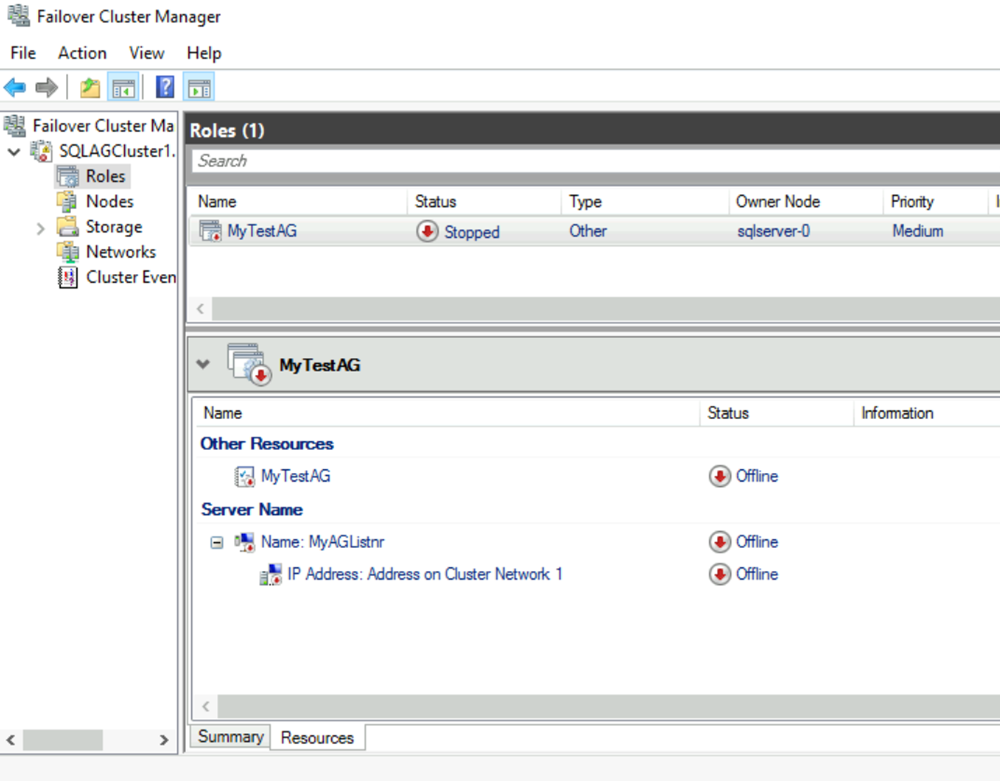 Failover Cluster Manager
File Action View Help
Failover Cluster Ma
SQLAGCluster1.
Roles
Nodes
Storage
Networks
Cluster Even
Roles (1)
Search
Name Status Type Owner Node Priority
MyTestAG Stopped Other sqlserver-0 Medium
MyTestAG
Name Status Information
Other Resources
MyTestAG Offline
Server Name
Name: MyAGListnr Offline
IP Address: Address on Cluster Network 1 Offline
Summary Resources